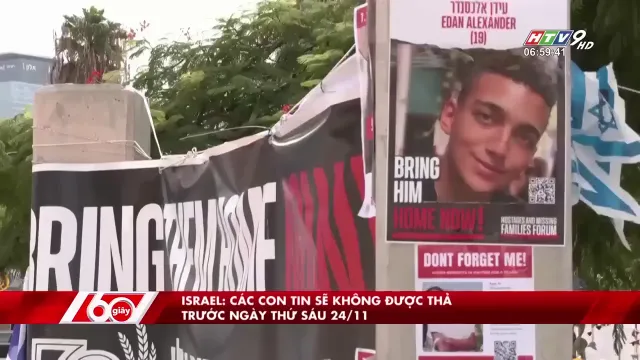 עידן אלכסנדר
EDAN ALEXANDER
(19)
HTV9 HD
06:59:41
BRING
HIM
HOME NOW!
HOSTAGES AND MISSING
FAMILIES FORUM
BRING THEM HOME
DONT FORGET ME!
60 giây
ISRAEL: CÁC CON TIN SẼ KHÔNG ĐƯỢC THẢ
TRƯỚC NGÀY THỨ SÁU 24/11